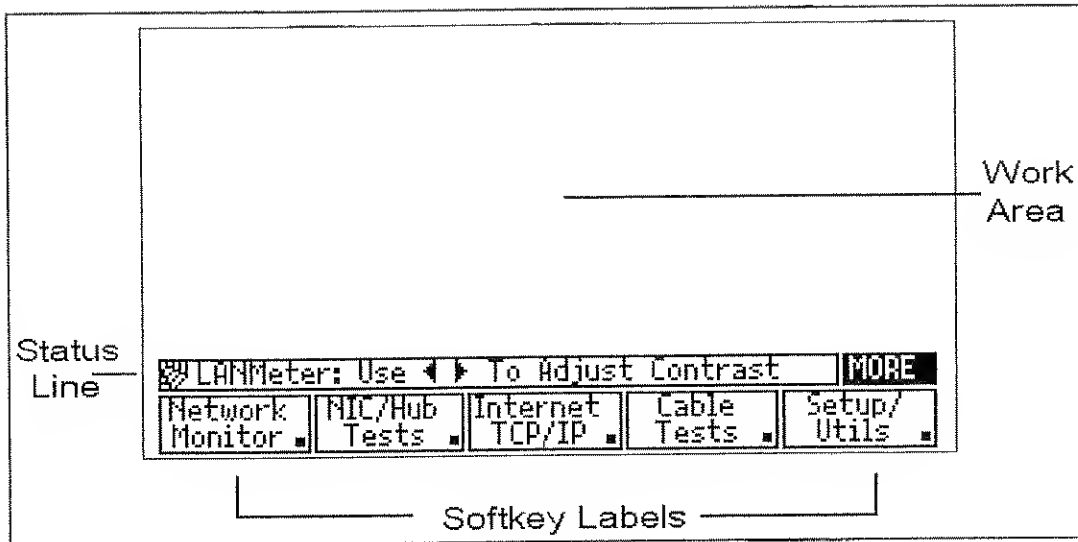 Work
Area
Status
Line
LANMeter: Use ◀ ▶ To Adjust Contrast MORE
Network Monitor
NIC/Hub Tests
Internet TCP/IP
Cable Tests
Setup/ Utils
Softkey Labels